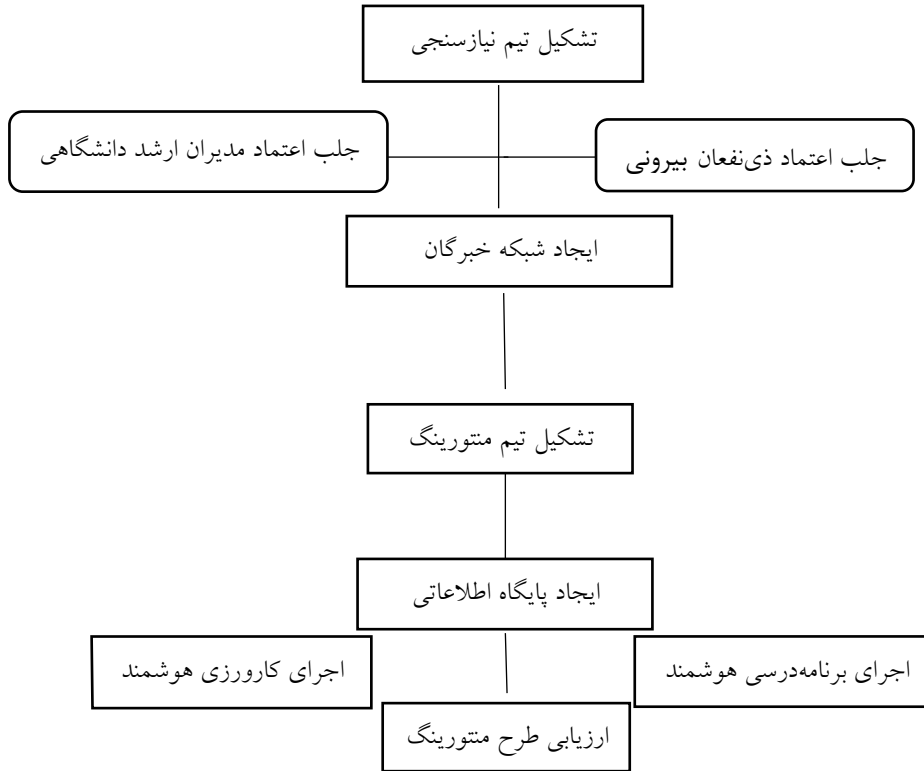 تشکیل تیم نیازسنجی
جلب اعتماد ذی‌نفعان بیرونی
جلب اعتماد مدیران ارشد دانشگاهی
ایجاد شبکه خبرگان
تشکیل تیم منتورینگ
ایجاد پایگاه اطلاعاتی
اجرای برنامه‌درسی هوشمند
اجرای کارورزی هوشمند
ارزیابی طرح منتورینگ